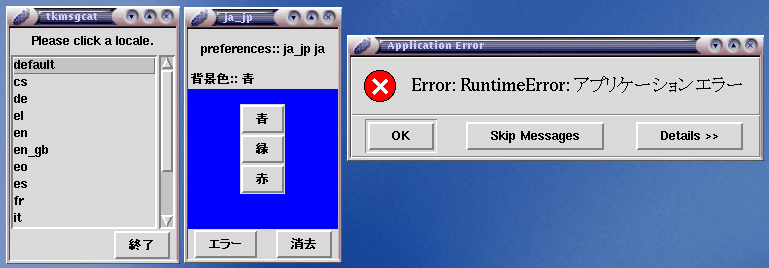 tkmsgcat
Please click a locale.
default
cs
de
el
en
en_gb
eo
es
fr
it
終了
ja_jp
preferences:: ja_jp ja
背景色:: 青
青
緑
赤
エラー
消去
Application Error
Error: RuntimeError: アプリケーション エラー
OK
Skip Messages
Details >>